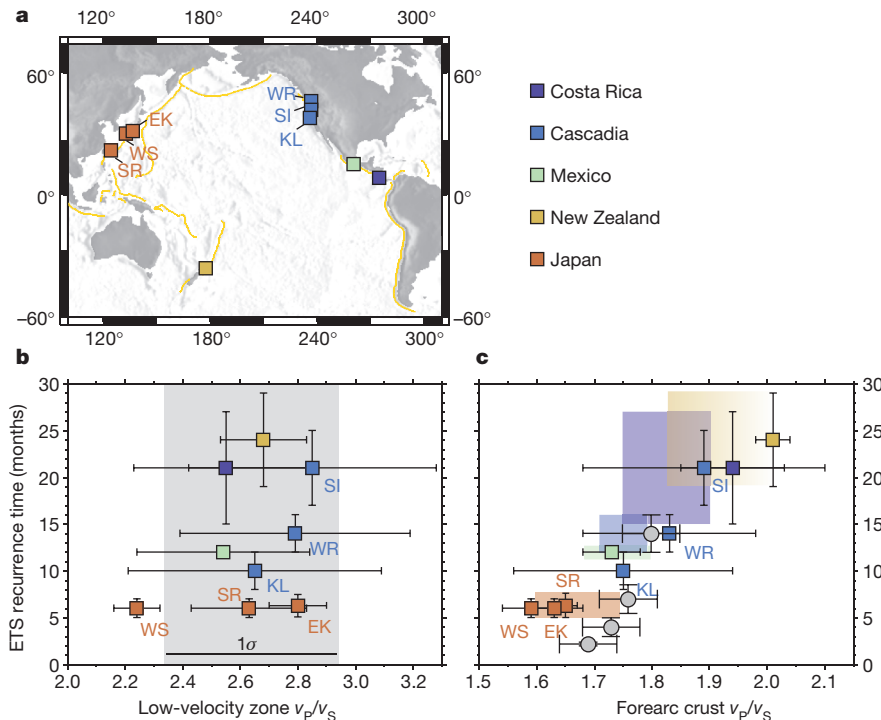 a
120° 180° 240° 300°
60°
0°
−60°
60°
0°
−60°
WR
SI
KL
EK
WS
SR
120° 180° 240° 300°
Costa Rica
Cascadia
Mexico
New Zealand
Japan
b
ETS recurrence time (months)
30
25
20
15
10
5
0
SI
WR
KL
SR
WS
EK
1σ
2.0 2.2 2.4 2.6 2.8 3.0 3.2
Low-velocity zone vP/vS
c
SI
WR
KL
SR
WS
EK
30
25
20
15
10
5
0
1.5 1.6 1.7 1.8 1.9 2.0 2.1
Forearc crust vP/vS